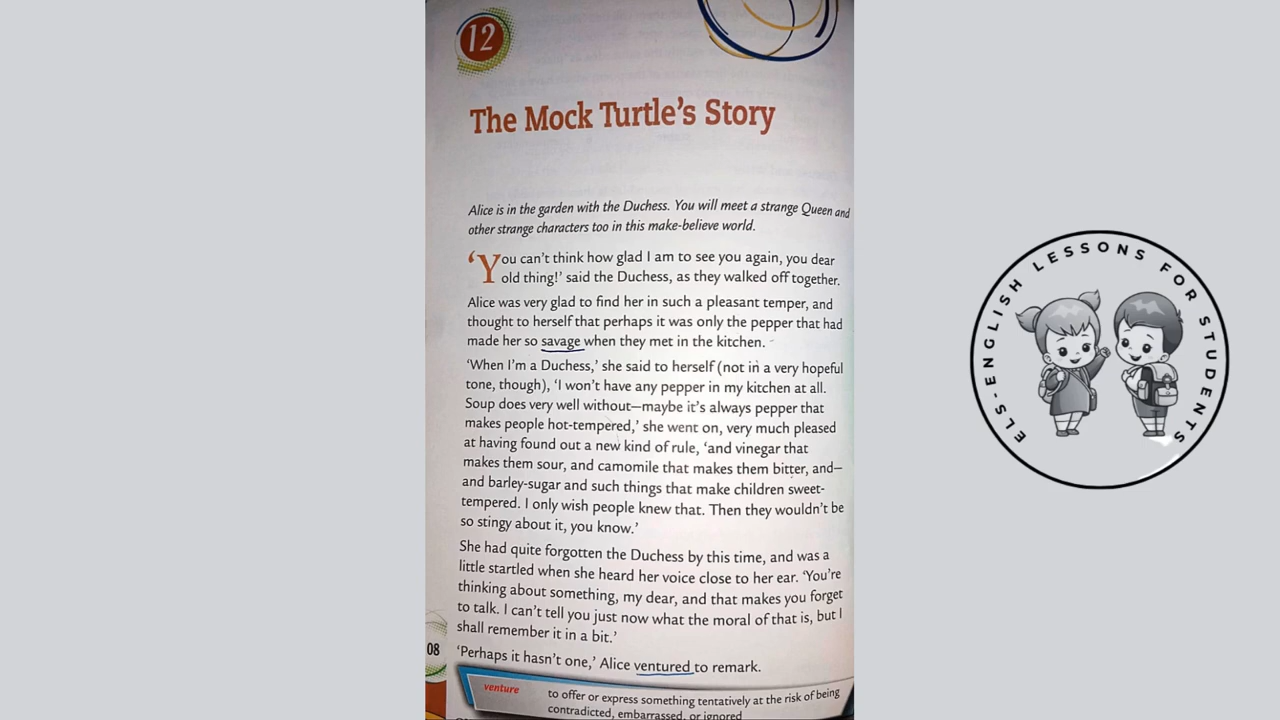 12
The Mock Turtle's Story
Alice is in the garden with the Duchess. You will meet a strange Queen and
other strange characters too in this make-believe world.
'You can't think how glad I am to see you again, you dear
old thing!' said the Duchess, as they walked off together.
Alice was very glad to find her in such a pleasant temper, and
thought to herself that perhaps it was only the pepper that had
made her so savage when they met in the kitchen.
'When I'm a Duchess,' she said to herself (not in a very hopeful
tone, though), 'I won't have any pepper in my kitchen at all.
Soup does very well without—maybe it's always pepper that
makes people hot-tempered,' she went on, very much pleased
at having found out a new kind of rule, 'and vinegar that
makes them sour, and camomile that makes them bitter, and—
and barley-sugar and such things that make children sweet-
tempered. I only wish people knew that. Then they wouldn't be
so stingy about it, you know.'
She had quite forgotten the Duchess by this time, and was a
little startled when she heard her voice close to her ear. 'You're
thinking about something, my dear, and that makes you forget
to talk. I can't tell you just now what the moral of that is, but I
shall remember it in a bit.'
'Perhaps it hasn't one,' Alice ventured to remark.
08
venture to offer or express something tentatively at the risk of being
contradicted, embarrassed, or ignored
ELS-ENGLISH LESSONS FOR STUDENTS